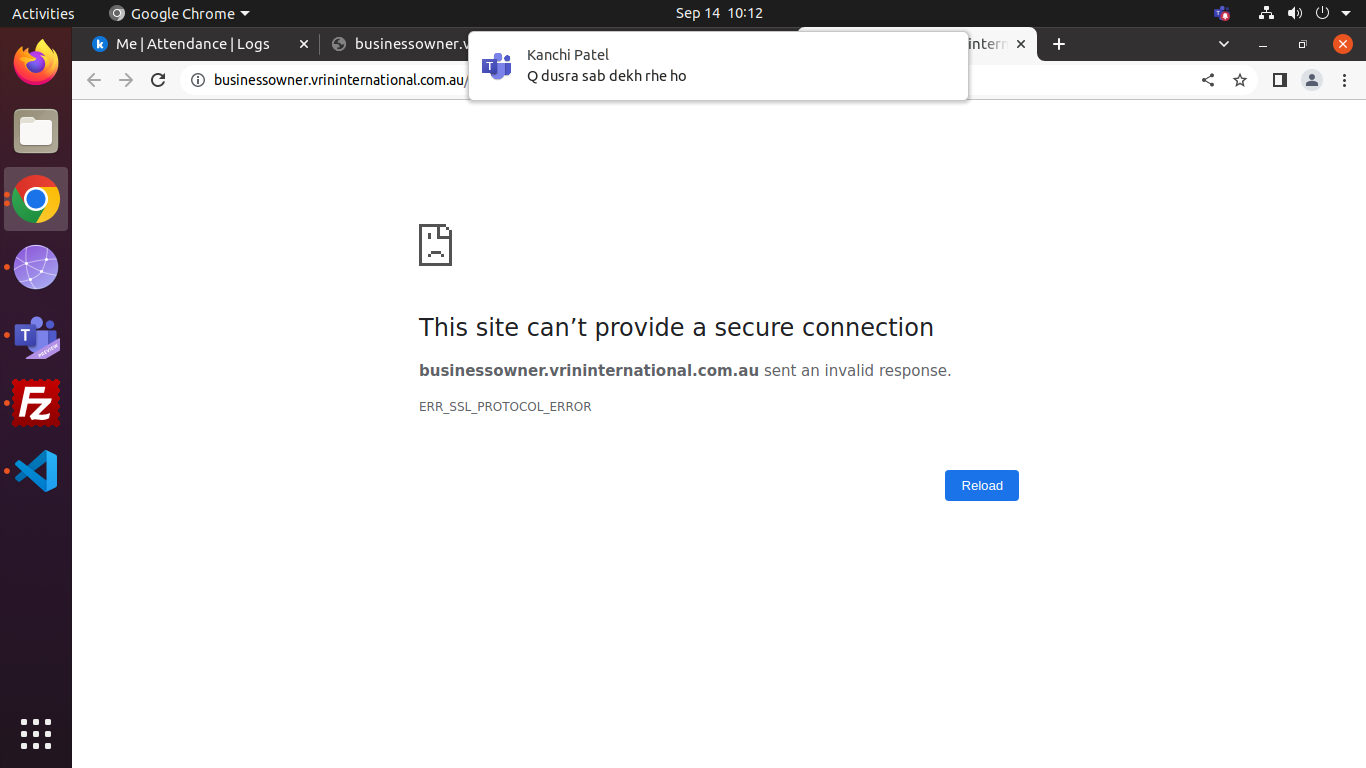 Activities
Google Chrome
Sep 14 10:12
Me | Attendance | Logs
businessowner.v
intern
businessowner.vrininternational.com.au/
Kanchi Patel
Q dusra sab dekh rhe ho
This site can’t provide a secure connection
businessowner.vrininternational.com.au sent an invalid response.
ERR_SSL_PROTOCOL_ERROR
Reload